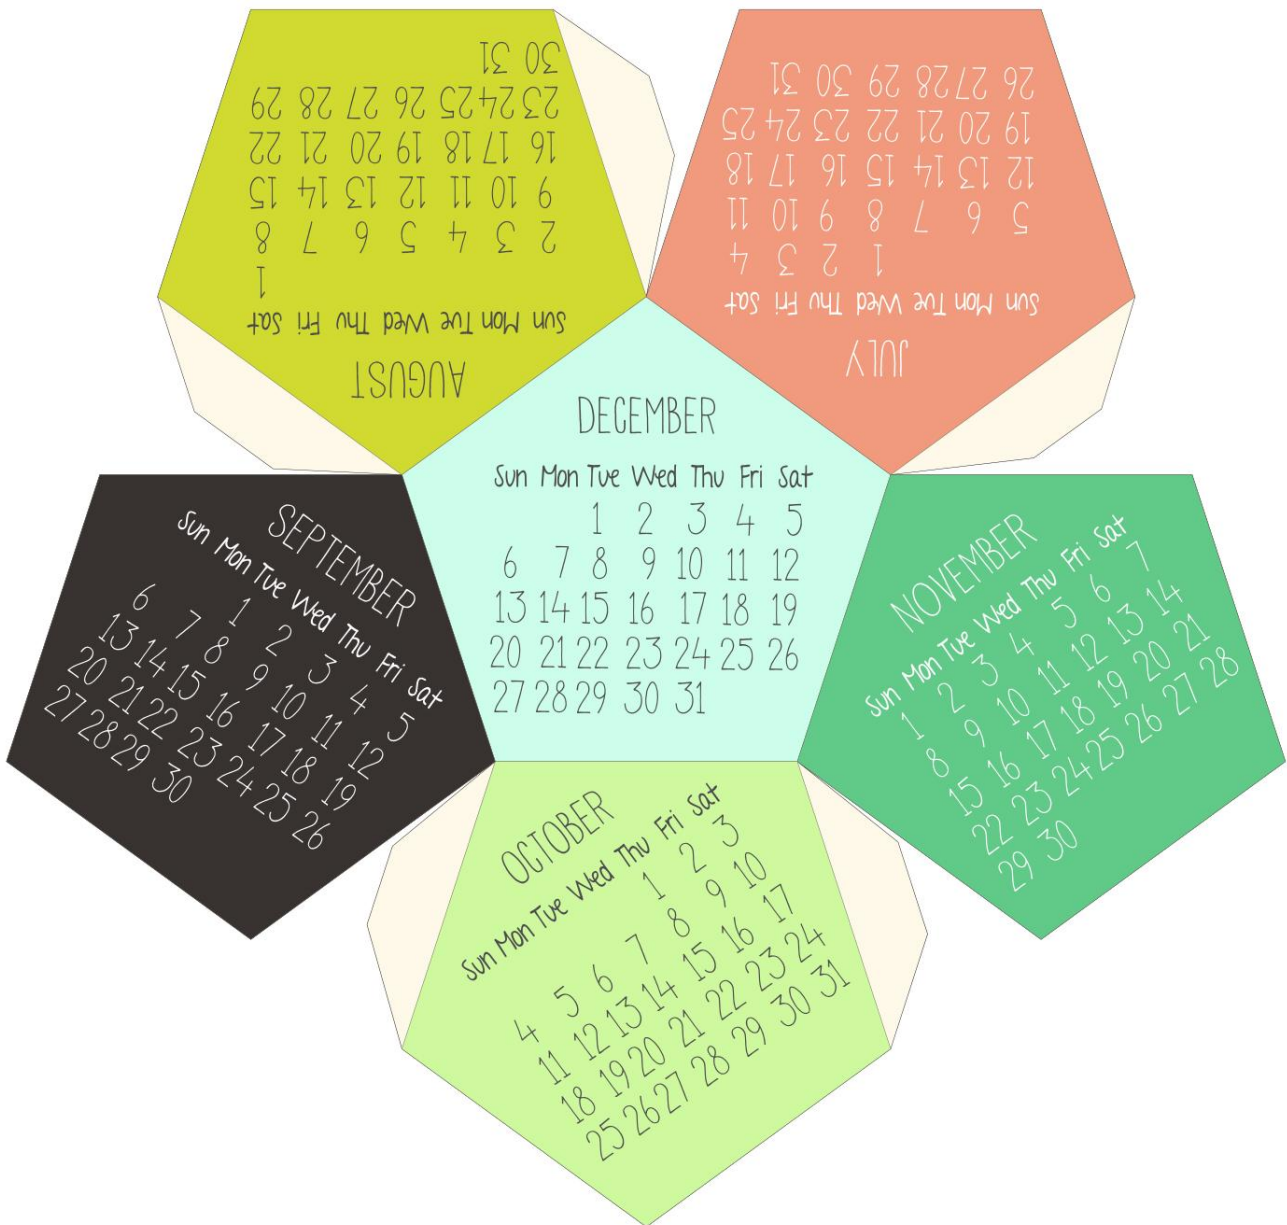 AUGUST
Sun Mon Tue Wed Thu Fri Sat
1
2 3 4 5 6 7 8
9 10 11 12 13 14 15
16 17 18 19 20 21 22
23 24 25 26 27 28 29
30 31
JULY
Sun Mon Tue Wed Thu Fri Sat
1 2 3 4
5 6 7 8 9 10 11
12 13 14 15 16 17 18
19 20 21 22 23 24 25
26 27 28 29 30 31
DECEMBER
Sun Mon Tue Wed Thu Fri Sat
1 2 3 4 5
6 7 8 9 10 11 12
13 14 15 16 17 18 19
20 21 22 23 24 25 26
27 28 29 30 31
SEPTEMBER
Sun Mon Tue Wed Thu Fri Sat
1 2 3 4 5
6 7 8 9 10 11 12
13 14 15 16 17 18 19
20 21 22 23 24 25 26
27 28 29 30
NOVEMBER
Sun Mon Tue Wed Thu Fri Sat
1 2 3 4 5 6 7
8 9 10 11 12 13 14
15 16 17 18 19 20 21
22 23 24 25 26 27 28
29 30
OCTOBER
Sun Mon Tue Wed Thu Fri Sat
1 2 3
4 5 6 7 8 9 10
11 12 13 14 15 16 17
18 19 20 21 22 23 24
25 26 27 28 29 30 31